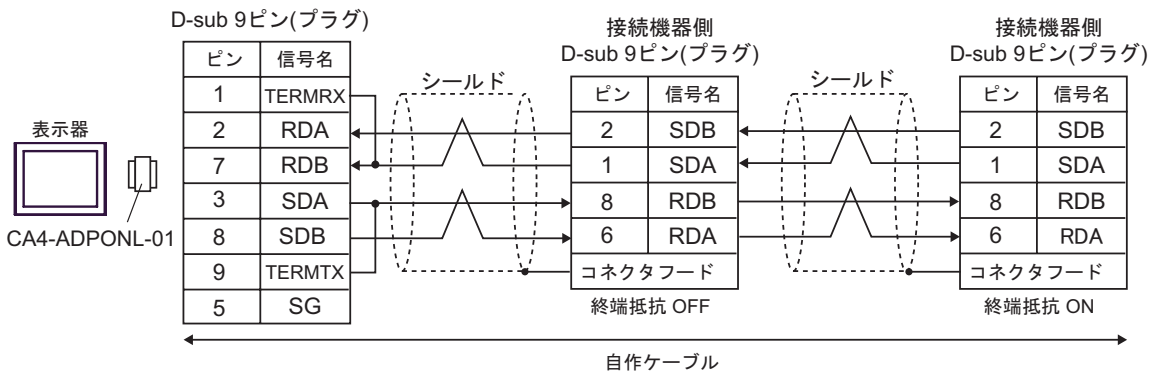 D-sub 9ピン(プラグ)
ピン 信号名
1 TERMRX
2 RDA
7 RDB
3 SDA
8 SDB
9 TERMTX
5 SG
表示器
CA4-ADPONL-01
シールド
接続機器側
D-sub 9ピン(プラグ)
ピン 信号名
2 SDB
1 SDA
8 RDB
6 RDA
コネクタフード
終端抵抗 OFF
シールド
接続機器側
D-sub 9ピン(プラグ)
ピン 信号名
2 SDB
1 SDA
8 RDB
6 RDA
コネクタフード
終端抵抗 ON
自作ケーブル